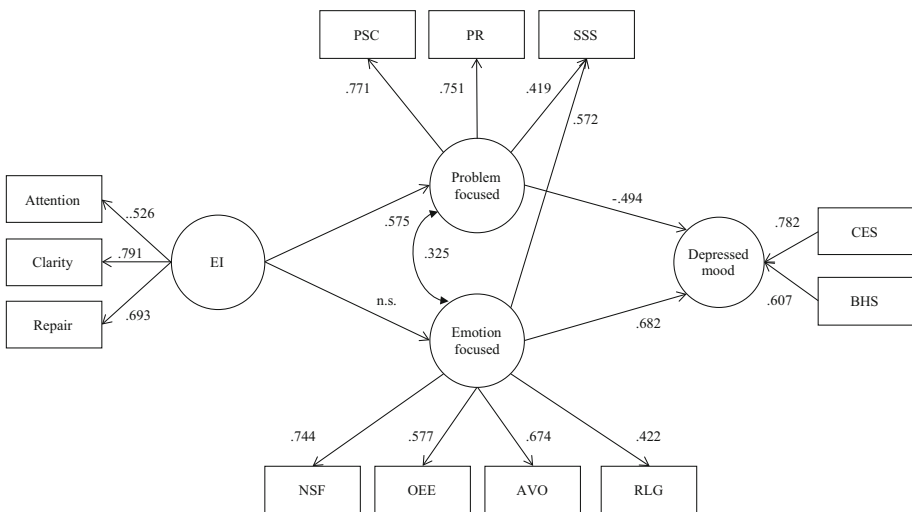 PSC
PR
SSS
.771
.751
.419
.572
Problem
focused
Attention
..526
-.494
.575
.782
CES
Clarity
.791
EI
.325
Depressed
mood
Repair
.693
n.s.
.607
BHS
Emotion
focused
.682
.744
.577
.674
.422
NSF
OEE
AVO
RLG